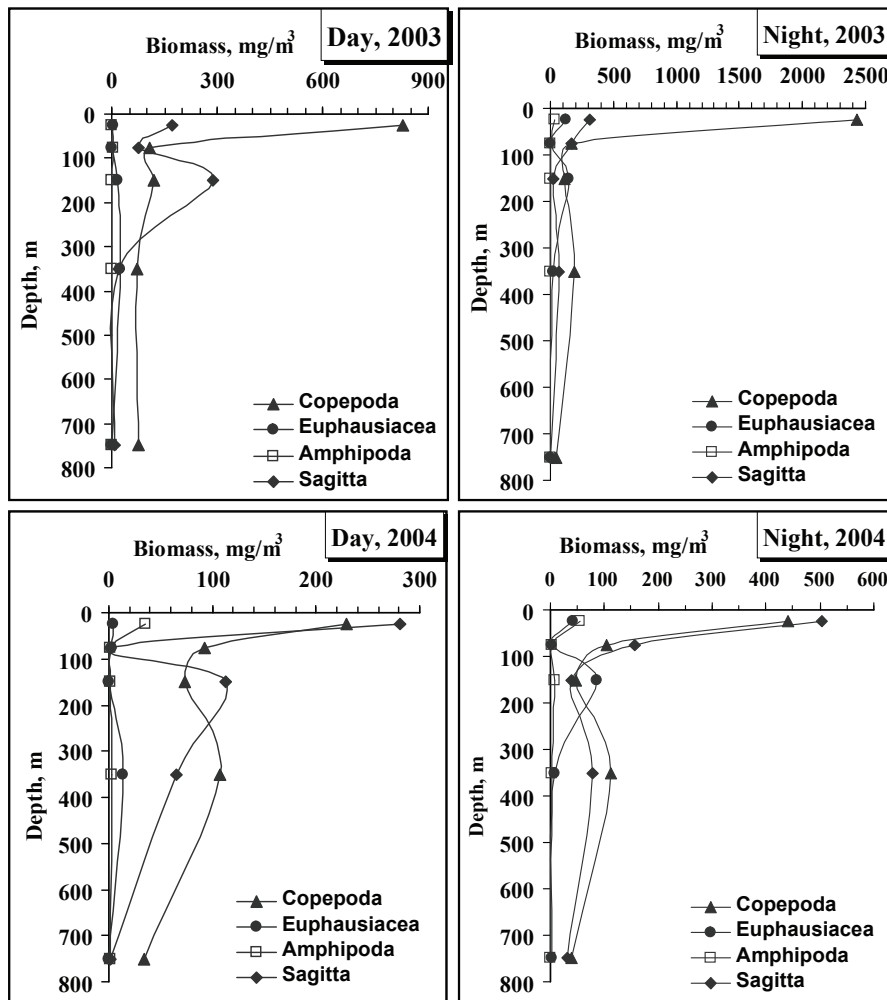 Biomass, mg/m3
Day, 2003
0 300 600 900
0
100
200
300
400
500
600
700
800
Depth, m
Copepoda
Euphausiacea
Amphipoda
Sagitta
Biomass, mg/m3
Night, 2003
0 500 1000 1500 2000 2500
0
100
200
300
400
500
600
700
800
Depth, m
Copepoda
Euphausiacea
Amphipoda
Sagitta
Biomass, mg/m3
Day, 2004
0 100 200 300
0
100
200
300
400
500
600
700
800
Depth, m
Copepoda
Euphausiacea
Amphipoda
Sagitta
Biomass, mg/m3
Night, 2004
0 100 200 300 400 500 600
0
100
200
300
400
500
600
700
800
Depth, m
Copepoda
Euphausiacea
Amphipoda
Sagitta